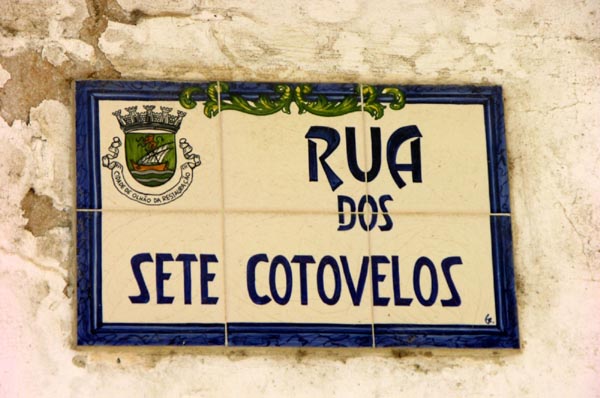 CIDADE DE OLHÃO DA RESTAURAÇÃO
RUA
DOS
SETE COTOVELOS